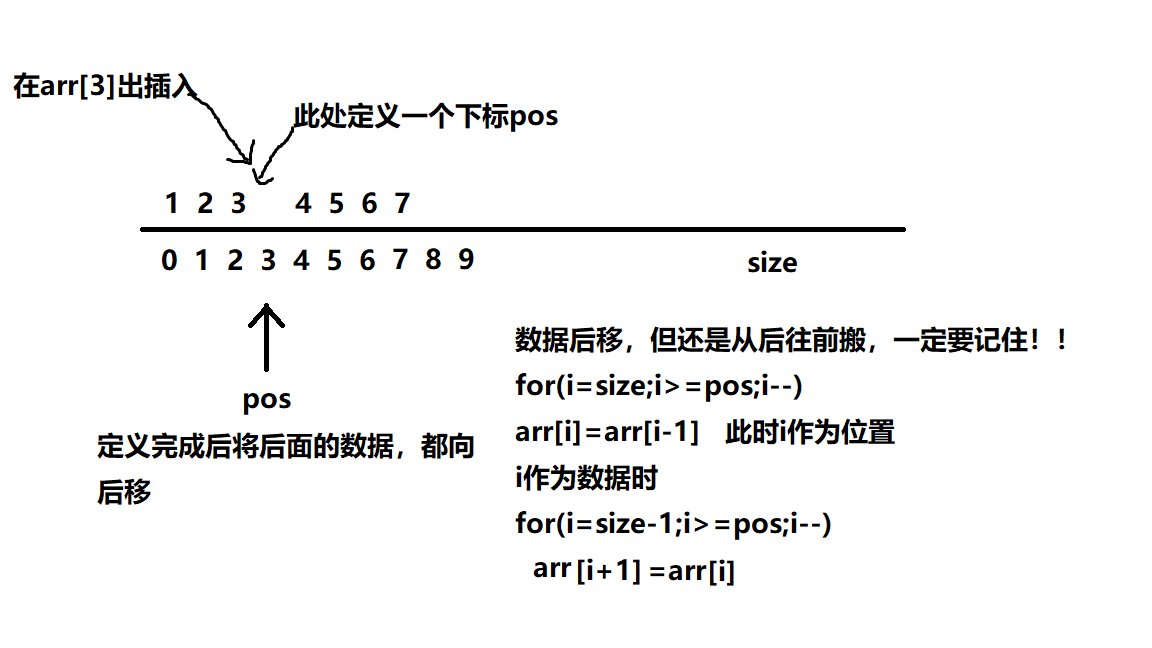 在arr[3]出插入
此处定义一个下标pos
1 2 3 4 5 6 7
0 1 2 3 4 5 6 7 8 9
size
pos
定义完成后将后面的数据，都向
后移
数据后移，但还是从后往前搬，一定要记住！！
for(i=size;i>=pos;i--)
arr[i]=arr[i-1] 此时i作为位置
i作为数据时
for(i=size-1;i>=pos;i--)
arr[i+1]=arr[i]